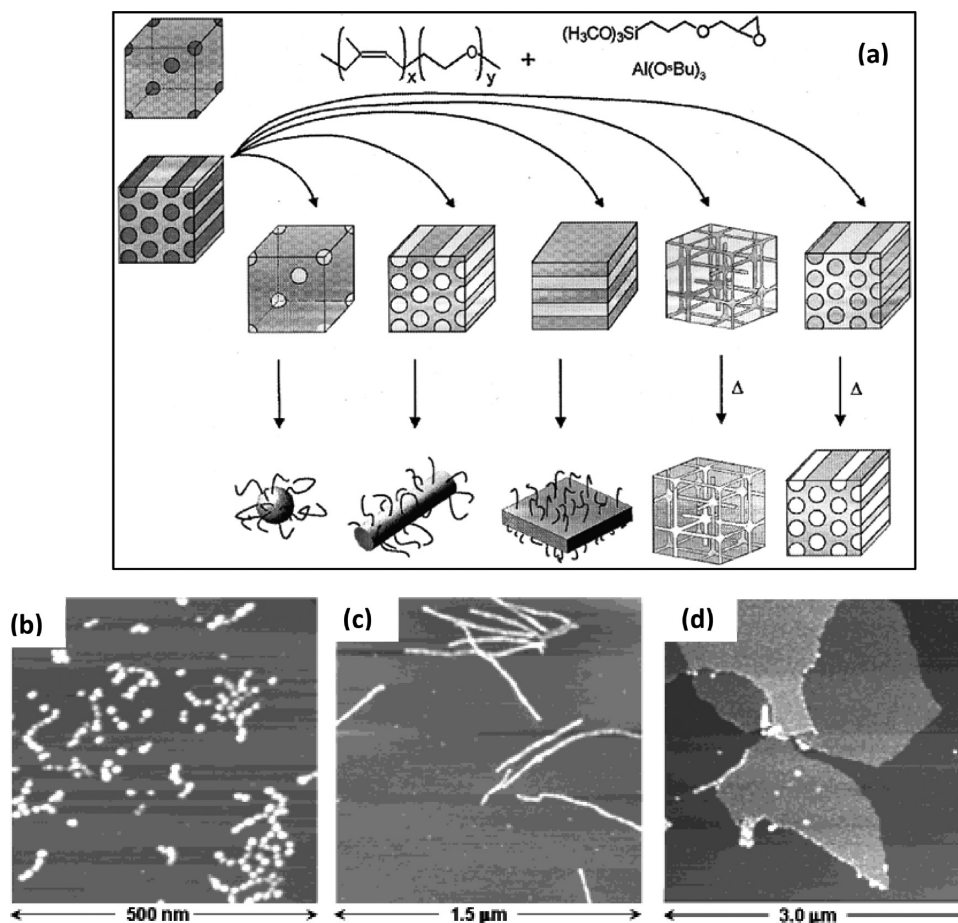 (H₃CO)₃Si
O
O
(a)
O
x
y
+
Al(OˢBu)₃
Δ
Δ
(b)
(c)
(d)
500 nm
1.5 μm
3.0 μm